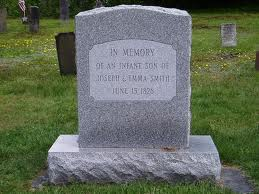 IN MEMORY
OF AN INFANT SON OF
JOSEPH & EMMA SMITH
JUNE 15, 1828